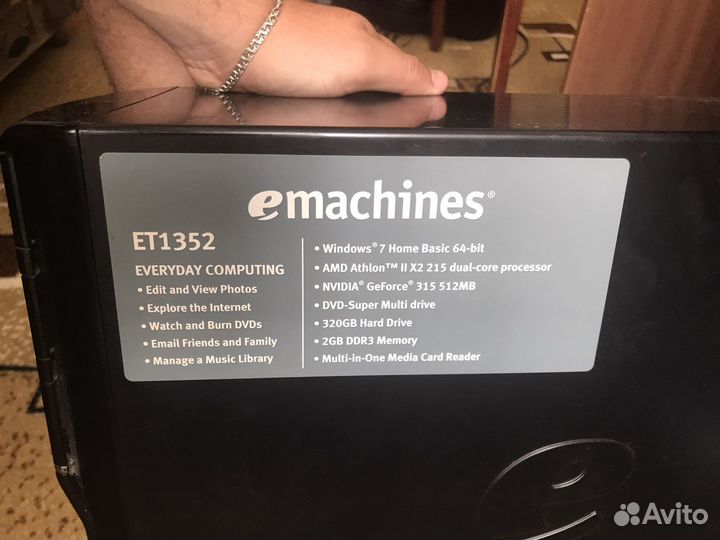 emachines®
ET1352
EVERYDAY COMPUTING
• Edit and View Photos
• Explore the Internet
• Watch and Burn DVDs
• Email Friends and Family
• Manage a Music Library
• Windows® 7 Home Basic 64-bit
• AMD Athlon™ II X2 215 dual-core processor
• NVIDIA® GeForce® 315 512MB
• DVD-Super Multi drive
• 320GB Hard Drive
• 2GB DDR3 Memory
• Multi-in-One Media Card Reader
e
Avito